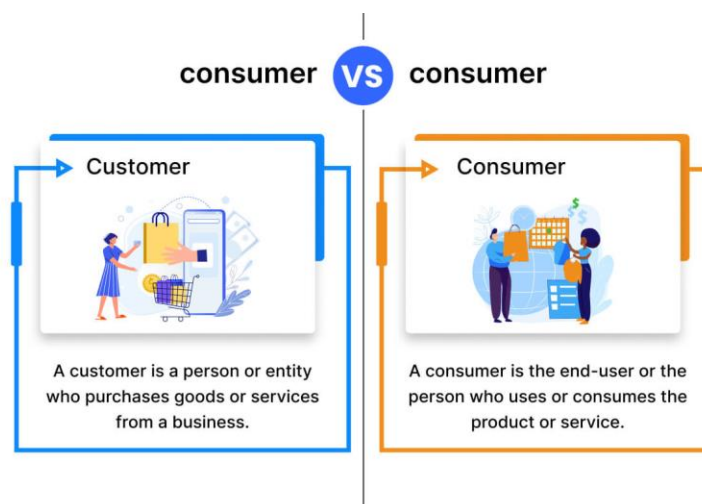 consumer VS consumer
Customer
A customer is a person or entity
who purchases goods or services
from a business.
Consumer
$
$ $
A consumer is the end-user or the
person who uses or consumes the
product or service.